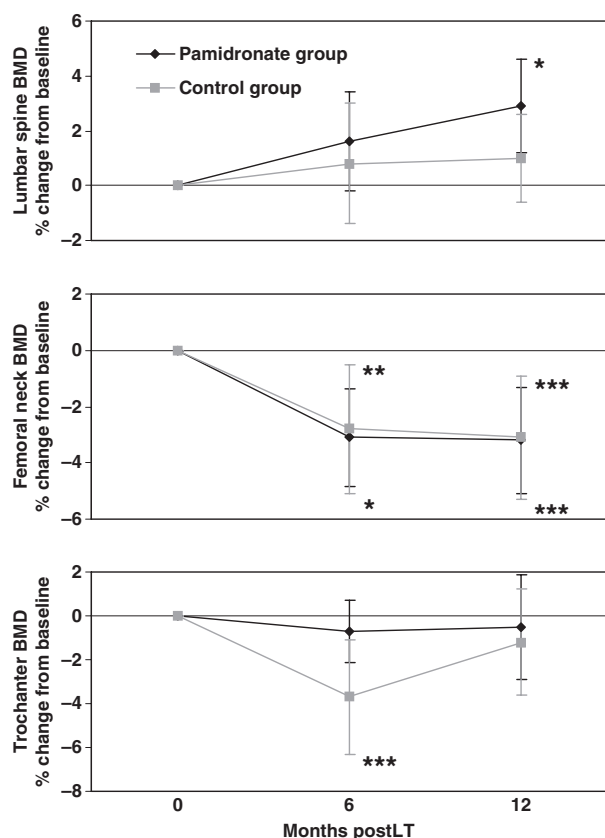 6
4
2
0
–2
Lumbar spine BMD
% change from baseline
Pamidronate group
Control group
*
2
0
–2
–4
–6
Femoral neck BMD
% change from baseline
**
***
*
***
2
0
–2
–4
–6
–8
Trochanter BMD
% change from baseline
***
0 6 12
Months postLT